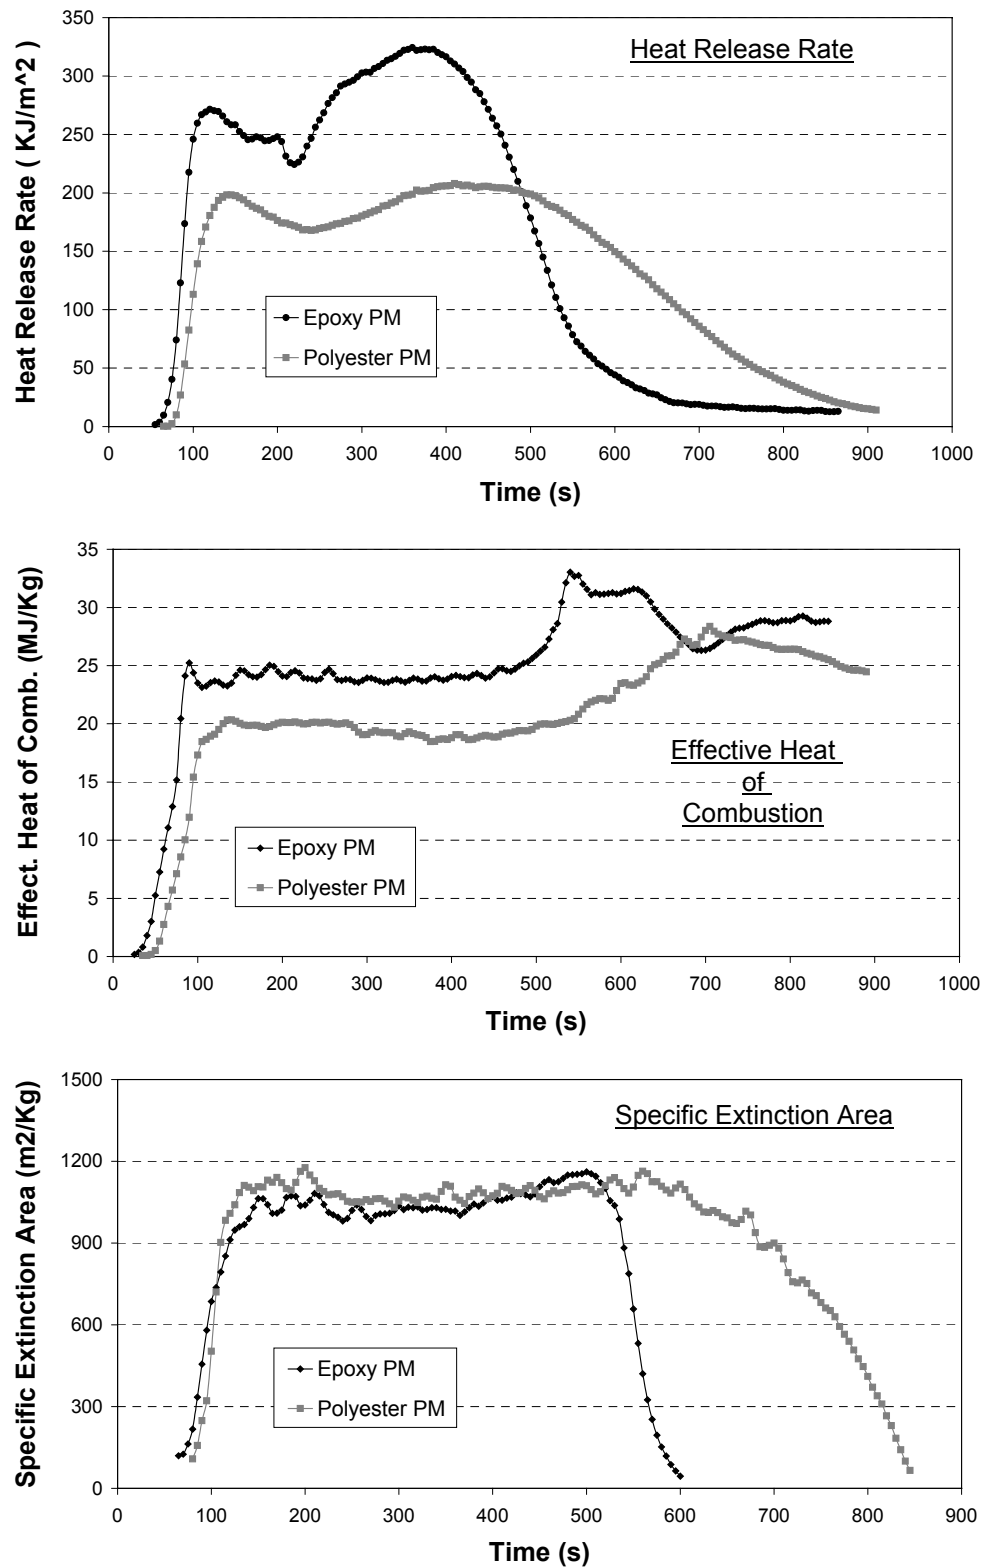 Heat Release Rate ( KJ/m^2 )
350
300
250
200
150
100
50
0
Heat Release Rate
Epoxy PM
Polyester PM
0 100 200 300 400 500 600 700 800 900 1000
Time (s)
Effect. Heat of Comb. (MJ/Kg)
35
30
25
20
15
10
5
0
Effective Heat
of
Combustion
Epoxy PM
Polyester PM
0 100 200 300 400 500 600 700 800 900 1000
Time (s)
Specific Extinction Area (m2/Kg)
1500
1200
900
600
300
0
Specific Extinction Area
Epoxy PM
Polyester PM
0 100 200 300 400 500 600 700 800 900
Time (s)